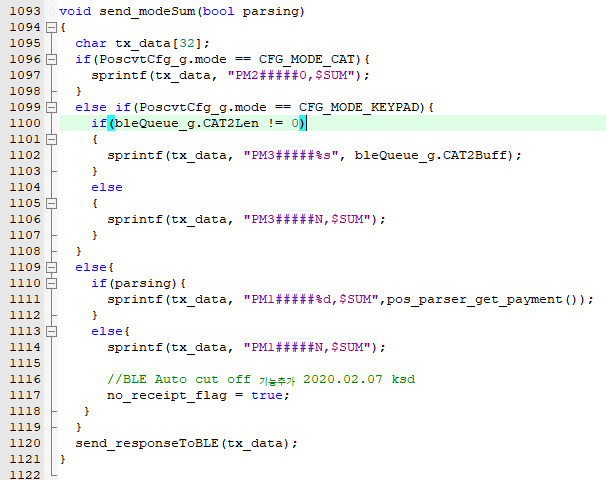 1093 void send_modeSum(bool parsing)
1094 {
1095 char tx_data[32];
1096 if(PoscvtCfg_g.mode == CFG_MODE_CAT){
1097 sprintf(tx_data, "PM2#####0,$SUM");
1098 }
1099 else if(PoscvtCfg_g.mode == CFG_MODE_KEYPAD){
1100 if(bleQueue_g.CAT2Len != 0)
1101 {
1102 sprintf(tx_data, "PM3#####%s", bleQueue_g.CAT2Buff);
1103 }
1104 else
1105 {
1106 sprintf(tx_data, "PM3#####N,$SUM");
1107 }
1108 }
1109 else{
1110 if(parsing){
1111 sprintf(tx_data, "PM1#####%d,$SUM",pos_parser_get_payment());
1112 }
1113 else{
1114 sprintf(tx_data, "PM1#####N,$SUM");
1115
1116 //BLE Auto cut off 기능추가 2020.02.07 ksd
1117 no_receipt_flag = true;
1118 }
1119 }
1120 send_responseToBLE(tx_data);
1121 }
1122